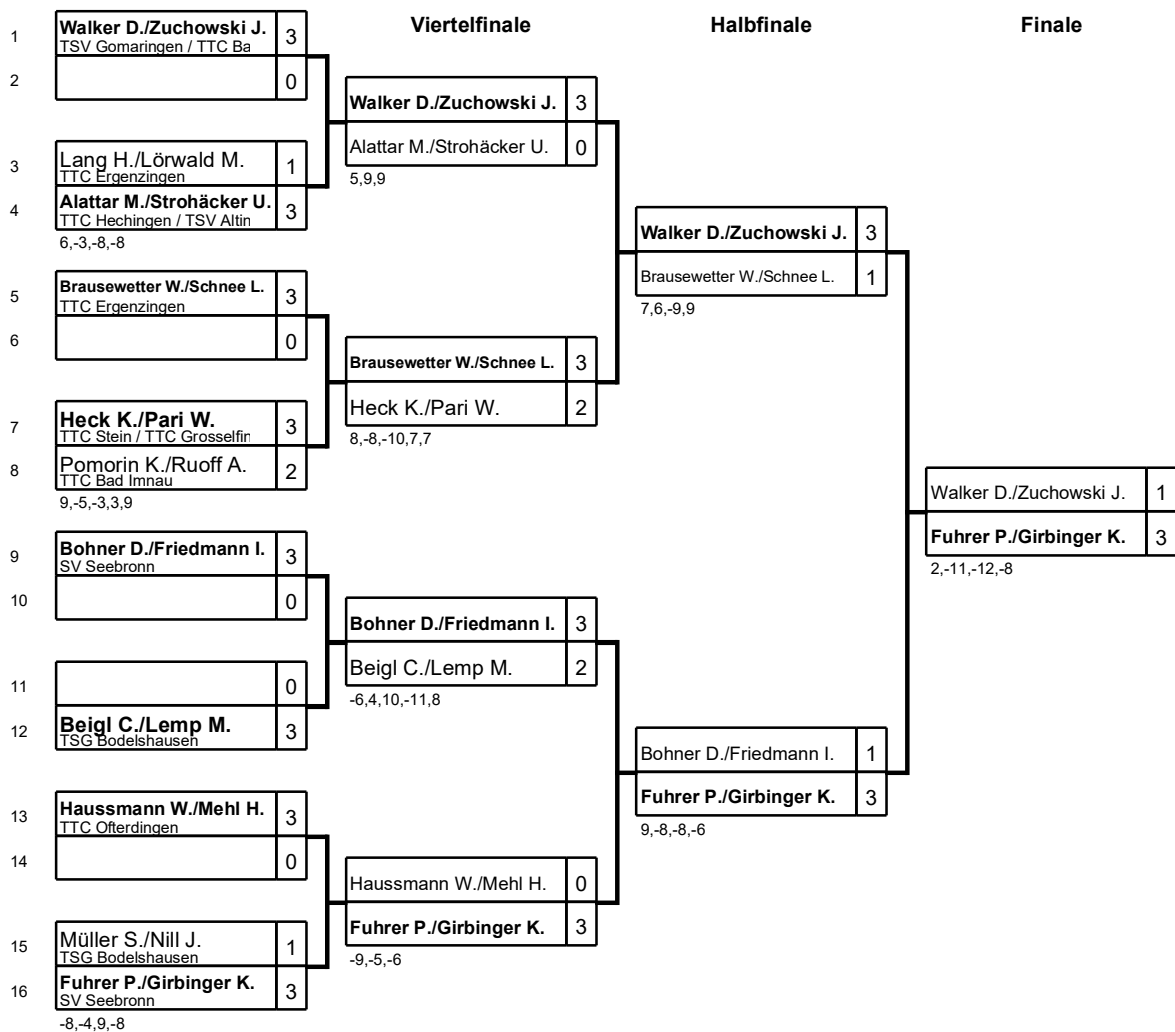 Viertelfinale
Halbfinale
Finale
1
Walker D./Zuchowski J. 3
TSV Gomaringen / TTC Ba
2
0
3
Lang H./Lörwald M. 1
TTC Ergenzingen
4
Alattar M./Strohäcker U. 3
TTC Hechingen / TSV Altin
6,-3,-8,-8
5
Brausewetter W./Schnee L. 3
TTC Ergenzingen
6
0
7
Heck K./Pari W. 3
TTC Stein / TTC Grosselfin
8
Pomorin K./Ruoff A. 2
TTC Bad Imnau
9,-5,-3,3,9
9
Bohner D./Friedmann I. 3
SV Seebronn
10
0
11
0
12
Beigl C./Lemp M. 3
TSG Bodelshausen
13
Haussmann W./Mehl H. 3
TTC Ofterdingen
14
0
15
Müller S./Nill J. 1
TSG Bodelshausen
16
Fuhrer P./Girbinger K. 3
SV Seebronn
-8,-4,9,-8
Walker D./Zuchowski J. 3
Alattar M./Strohäcker U. 0
5,9,9
Brausewetter W./Schnee L. 3
Heck K./Pari W. 2
8,-8,-10,7,7
Bohner D./Friedmann I. 3
Beigl C./Lemp M. 2
-6,4,10,-11,8
Haussmann W./Mehl H. 0
Fuhrer P./Girbinger K. 3
-9,-5,-6
Walker D./Zuchowski J. 3
Brausewetter W./Schnee L. 1
7,6,-9,9
Bohner D./Friedmann I. 1
Fuhrer P./Girbinger K. 3
9,-8,-8,-6
Walker D./Zuchowski J. 1
Fuhrer P./Girbinger K. 3
2,-11,-12,-8